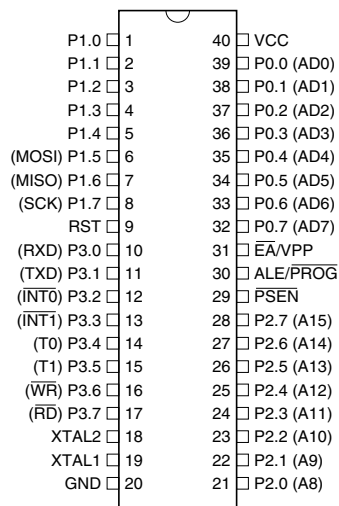 P1.0 1 40 VCC
P1.1 2 39 P0.0 (AD0)
P1.2 3 38 P0.1 (AD1)
P1.3 4 37 P0.2 (AD2)
P1.4 5 36 P0.3 (AD3)
(MOSI) P1.5 6 35 P0.4 (AD4)
(MISO) P1.6 7 34 P0.5 (AD5)
(SCK) P1.7 8 33 P0.6 (AD6)
RST 9 32 P0.7 (AD7)
(RXD) P3.0 10 31 E̅A̅/VPP
(TXD) P3.1 11 30 ALE/P̅R̅O̅G̅
(I̅N̅T̅0̅) P3.2 12 29 P̅S̅E̅N̅
(I̅N̅T̅1̅) P3.3 13 28 P2.7 (A15)
(T0) P3.4 14 27 P2.6 (A14)
(T1) P3.5 15 26 P2.5 (A13)
(W̅R̅) P3.6 16 25 P2.4 (A12)
(R̅D̅) P3.7 17 24 P2.3 (A11)
XTAL2 18 23 P2.2 (A10)
XTAL1 19 22 P2.1 (A9)
GND 20 21 P2.0 (A8)